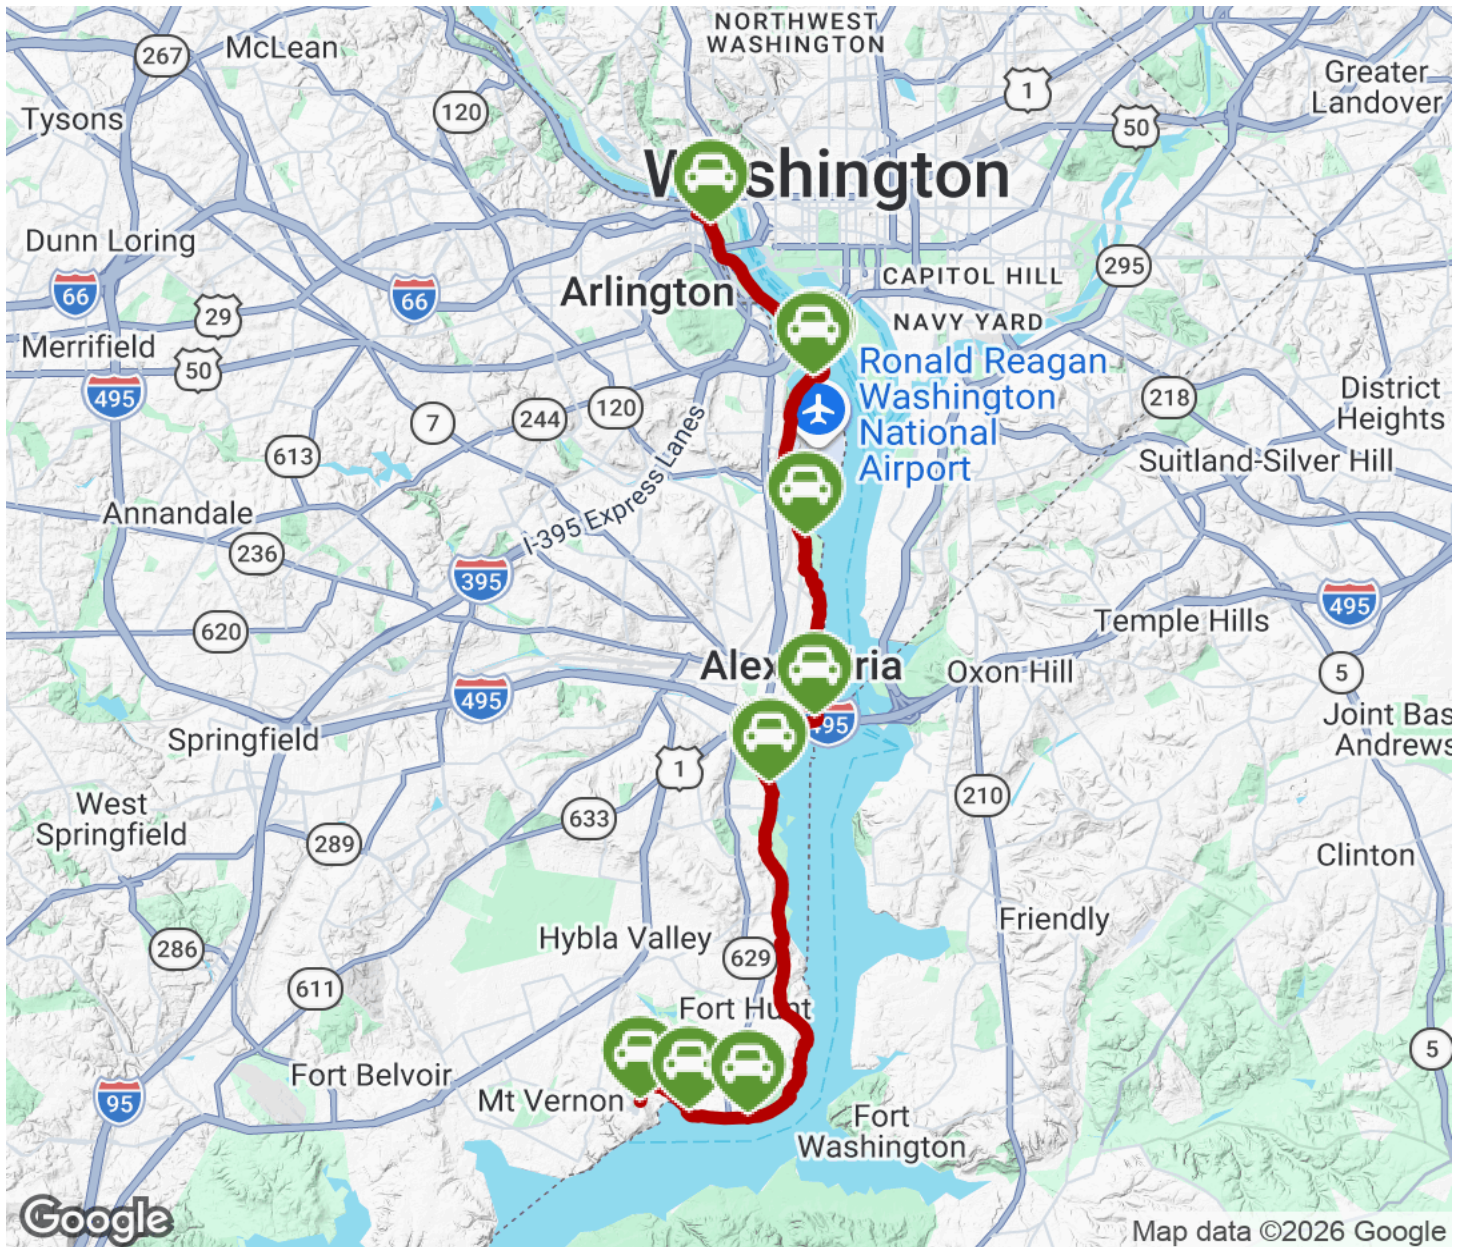 NORTHWEST
WASHINGTON
McLean
267
1
Greater
Landover
120
Tysons
50
Washington
Dunn Loring
295
CAPITOL HILL
66
66
Arlington
29
NAVY YARD
Merrifield
50
Ronald Reagan
Washington
National
Airport
495
218
District
Heights
120
244
7
613
I-395 Express Lanes
Suitland-Silver Hill
Annandale
236
395
495
620
Temple Hills
Alexandria
Oxon Hill
5
495
495
Springfield
Joint Bas
Andrews
1
210
West
Springfield
633
289
Clinton
Friendly
Hybla Valley
286
629
611
Fort Hunt
5
Fort Belvoir
95
Mt Vernon
Fort
Washington
Google
Map data ©2026 Google